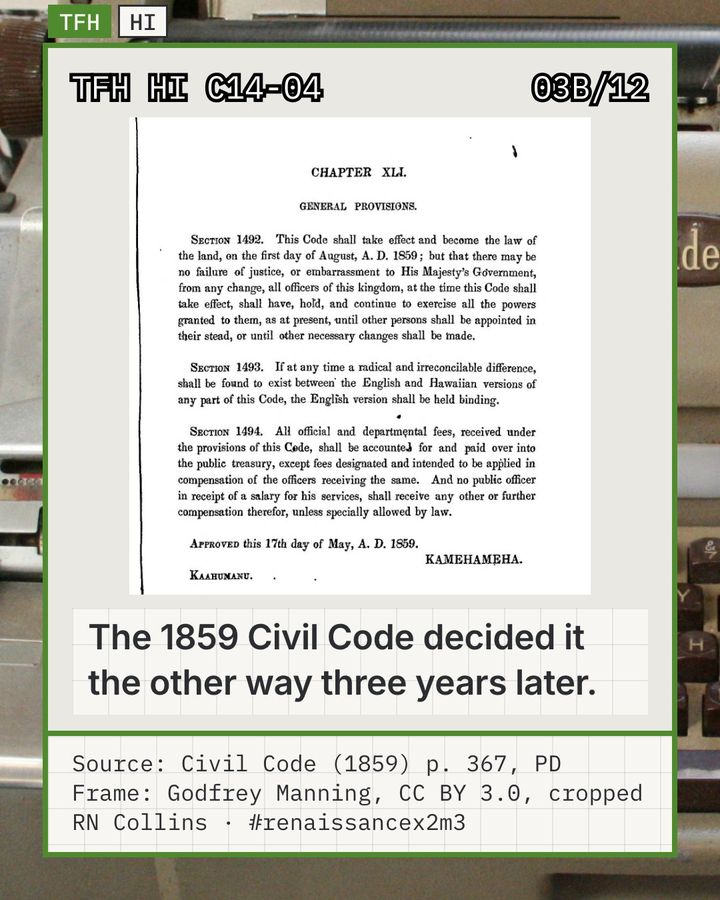 TFH HI
TFH HI C14-04 03B/12
CHAPTER XLI.
GENERAL PROVISIONS.
SECTION 1492. This Code shall take effect and become the law of
the land, on the first day of August, A. D. 1859; but that there may be
no failure of justice, or embarrassment to His Majesty's Government,
from any change, all officers of this kingdom, at the time this Code shall
take effect, shall have, hold, and continue to exercise all the powers
granted to them, as at present, until other persons shall be appointed in
their stead, or until other necessary changes shall be made.
SECTION 1493. If at any time a radical and irreconcilable difference,
shall be found to exist between the English and Hawaiian versions of
any part of this Code, the English version shall be held binding.
SECTION 1494. All official and departmental fees, received under
the provisions of this Code, shall be accounted for and paid over into
the public treasury, except fees designated and intended to be applied in
compensation of the officers receiving the same. And no public officer
in receipt of a salary for his services, shall receive any other or further
compensation therefor, unless specially allowed by law.
APPROVED this 17th day of May, A. D. 1859.
KAMEHAMEHA.
KAAHUMANU.
de
H
The 1859 Civil Code decided it
the other way three years later.
Source: Civil Code (1859) p. 367, PD
Frame: Godfrey Manning, CC BY 3.0, cropped
RN Collins · #renaissancex2m3